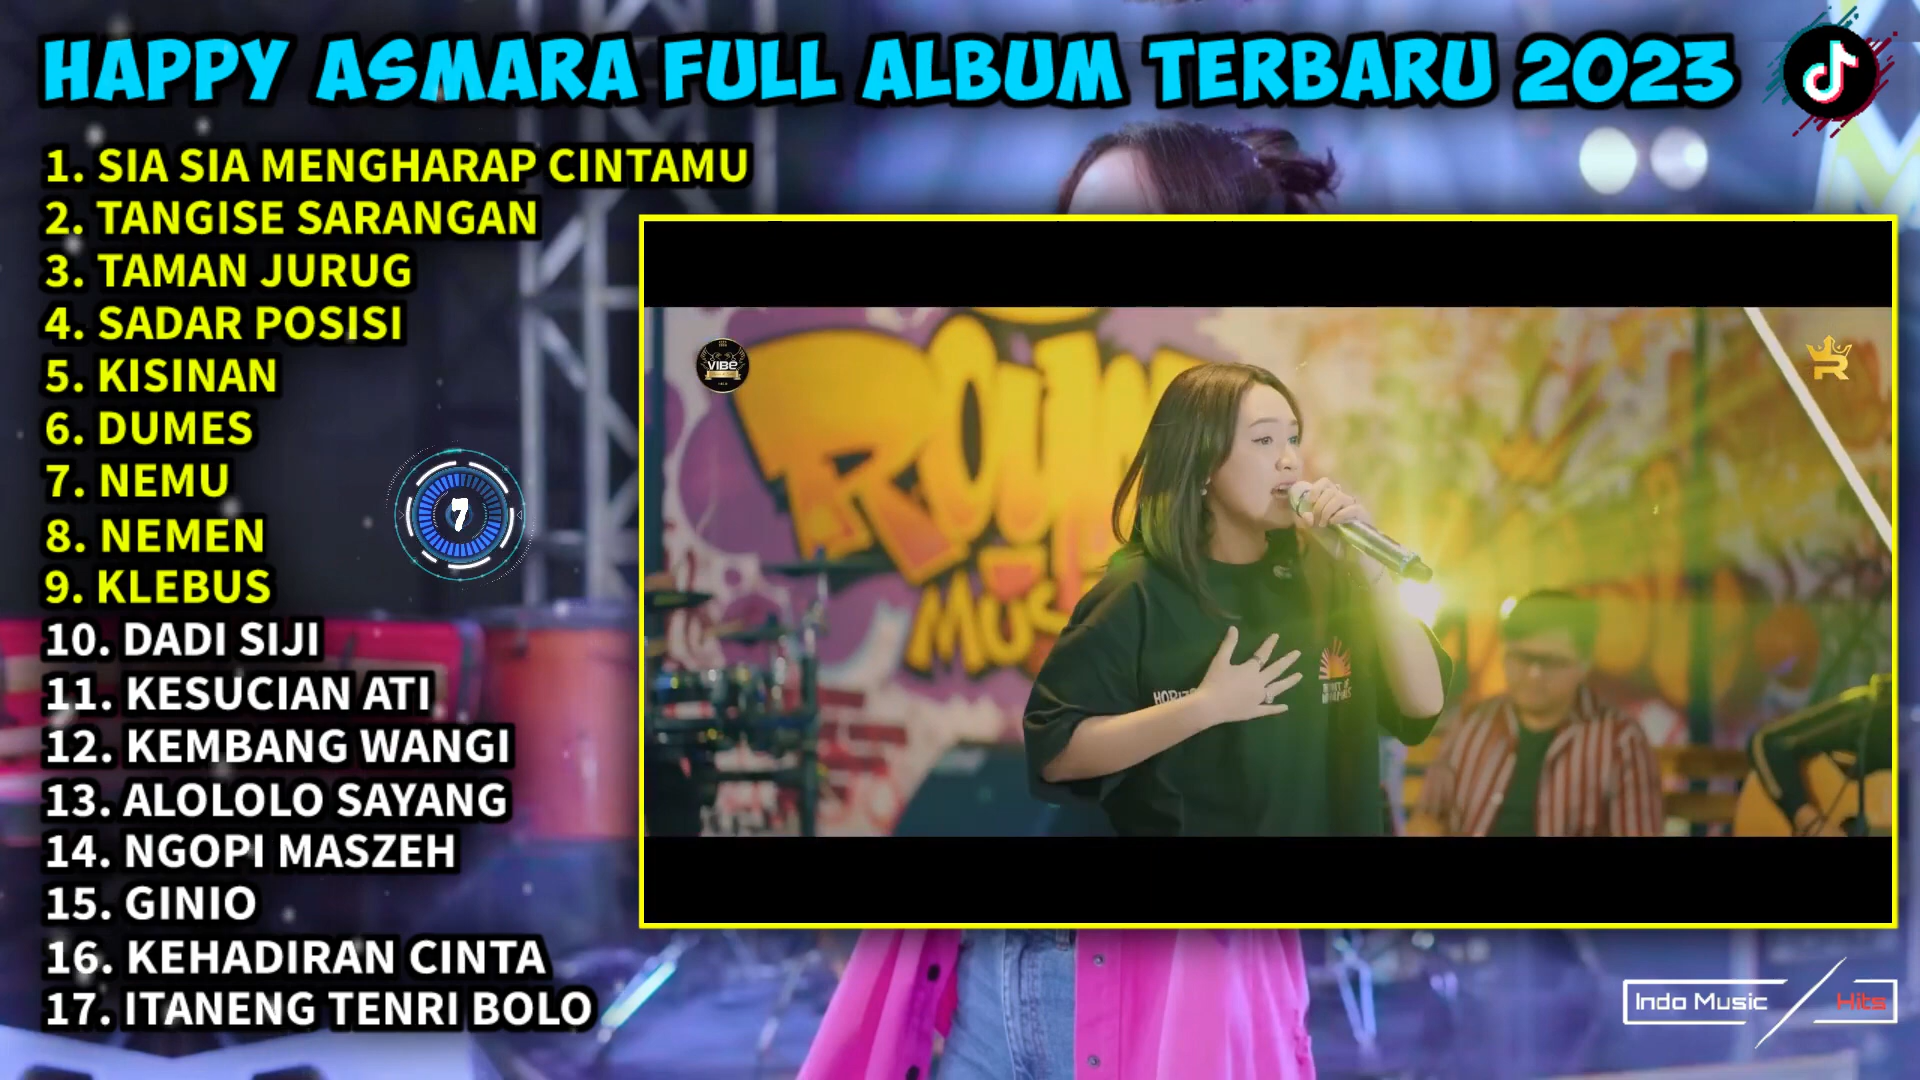 HAPPY ASMARA FULL ALBUM TERBARU 2023
1. SIA SIA MENGHARAP CINTAMU
2. TANGISE SARANGAN
3. TAMAN JURUG
4. SADAR POSISI
5. KISINAN
6. DUMES
7. NEMU
8. NEMEN
9. KLEBUS
10. DADI SIJI
11. KESUCIAN ATI
12. KEMBANG WANGI
13. ALOLOLO SAYANG
14. NGOPI MASZEH
15. GINIO
16. KEHADIRAN CINTA
17. ITANENG TENRI BOLO
7
VIBE
R
Indo Music Hits